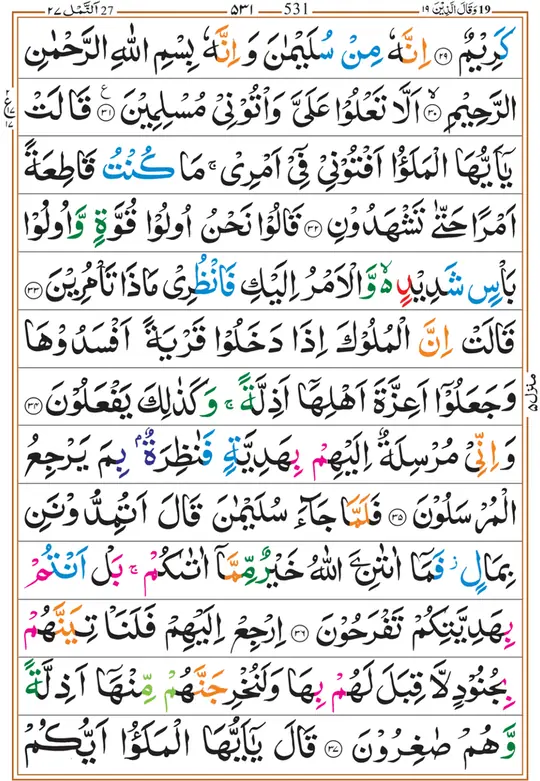 19 وَقَالَ الَّذِيْنَ ١٩ 531 ٥٣١ 27 اَلنَّمْل ٢٧
كَرِيْمٌ ﴿٢٩﴾ اِنَّهٗ مِنْ سُلَيْمٰنَ وَاِنَّهٗ بِسْمِ اللّٰهِ الرَّحْمٰنِ
الرَّحِيْمِ ﴿٣٠﴾ اَلَّا تَعْلُوْا عَلَيَّ وَاْتُوْنِيْ مُسْلِمِيْنَ ﴿٣١﴾ قَالَتْ
يٰٓاَيُّهَا الْمَلَؤُا اَفْتُوْنِيْ فِيْٓ اَمْرِيْ ۚ مَا كُنْتُ قَاطِعَةً
اَمْرًا حَتّٰى تَشْهَدُوْنِ ﴿٣٢﴾ قَالُوْا نَحْنُ اُولُوْا قُوَّةٍ وَّاُولُوْا
بَاْسٍ شَدِيْدٍ ەۙ وَّالْاَمْرُ اِلَيْكِ فَانْظُرِيْ مَاذَا تَاْمُرِيْنَ ﴿٣٣﴾
قَالَتْ اِنَّ الْمُلُوْكَ اِذَا دَخَلُوْا قَرْيَةً اَفْسَدُوْهَا
وَجَعَلُوْٓا اَعِزَّةَ اَهْلِهَآ اَذِلَّةً ۚ وَكَذٰلِكَ يَفْعَلُوْنَ ﴿٣٤﴾
وَاِنِّيْ مُرْسِلَةٌ اِلَيْهِمْ بِهَدِيَّةٍ فَنٰظِرَةٌ ۢ بِمَ يَرْجِعُ
الْمُرْسَلُوْنَ ﴿٣٥﴾ فَلَمَّا جَآءَ سُلَيْمٰنَ قَالَ اَتُمِدُّوْنَنِ
بِمَالٍ ز فَمَآ اٰتٰىنِۦَ اللّٰهُ خَيْرٌ مِّمَّآ اٰتٰىكُمْ ۚ بَلْ اَنْتُمْ
بِهَدِيَّتِكُمْ تَفْرَحُوْنَ ﴿٣٦﴾ اِرْجِعْ اِلَيْهِمْ فَلَنَاْتِيَنَّهُمْ
بِجُنُوْدٍ لَّا قِبَلَ لَهُمْ بِهَا وَلَنُخْرِجَنَّهُمْ مِّنْهَآ اَذِلَّةً
وَّهُمْ صٰغِرُوْنَ ﴿٣٧﴾ قَالَ يٰٓاَيُّهَا الْمَلَؤُا اَيُّكُمْ
منزل ٥